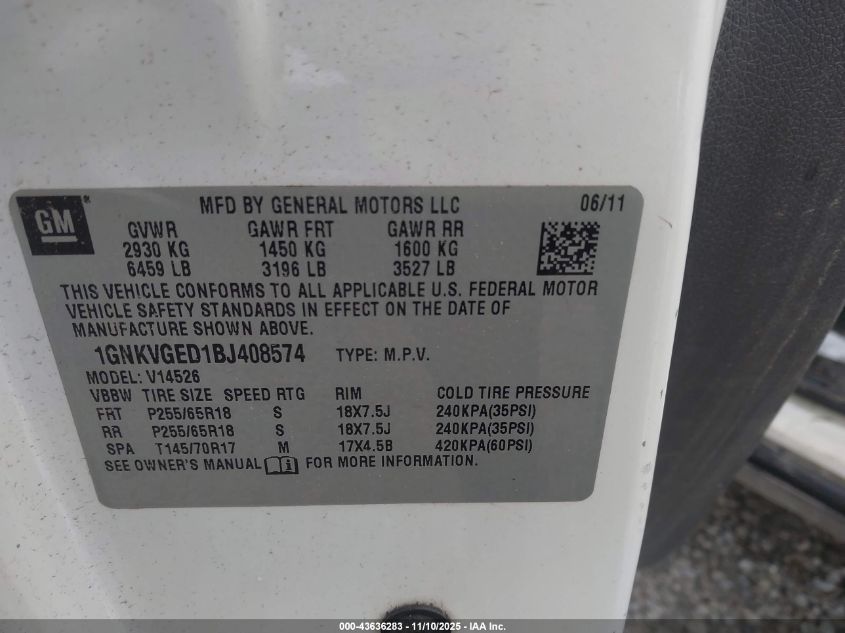 GM
MFD BY GENERAL MOTORS LLC 06/11
GVWR GAWR FRT GAWR RR
2930 KG 1450 KG 1600 KG
6459 LB 3196 LB 3527 LB
THIS VEHICLE CONFORMS TO ALL APPLICABLE U.S. FEDERAL MOTOR
VEHICLE SAFETY STANDARDS IN EFFECT ON THE DATE OF
MANUFACTURE SHOWN ABOVE.
1GNKVGED1BJ408574 TYPE: M.P.V.
MODEL: V14526
VBBW TIRE SIZE SPEED RTG RIM COLD TIRE PRESSURE
FRT P255/65R18 S 18X7.5J 240KPA(35PSI)
RR P255/65R18 S 18X7.5J 240KPA(35PSI)
SPA T145/70R17 M 17X4.5B 420KPA(60PSI)
SEE OWNER'S MANUAL FOR MORE INFORMATION.
000-43636283 - 11/10/2025 - IAA Inc.